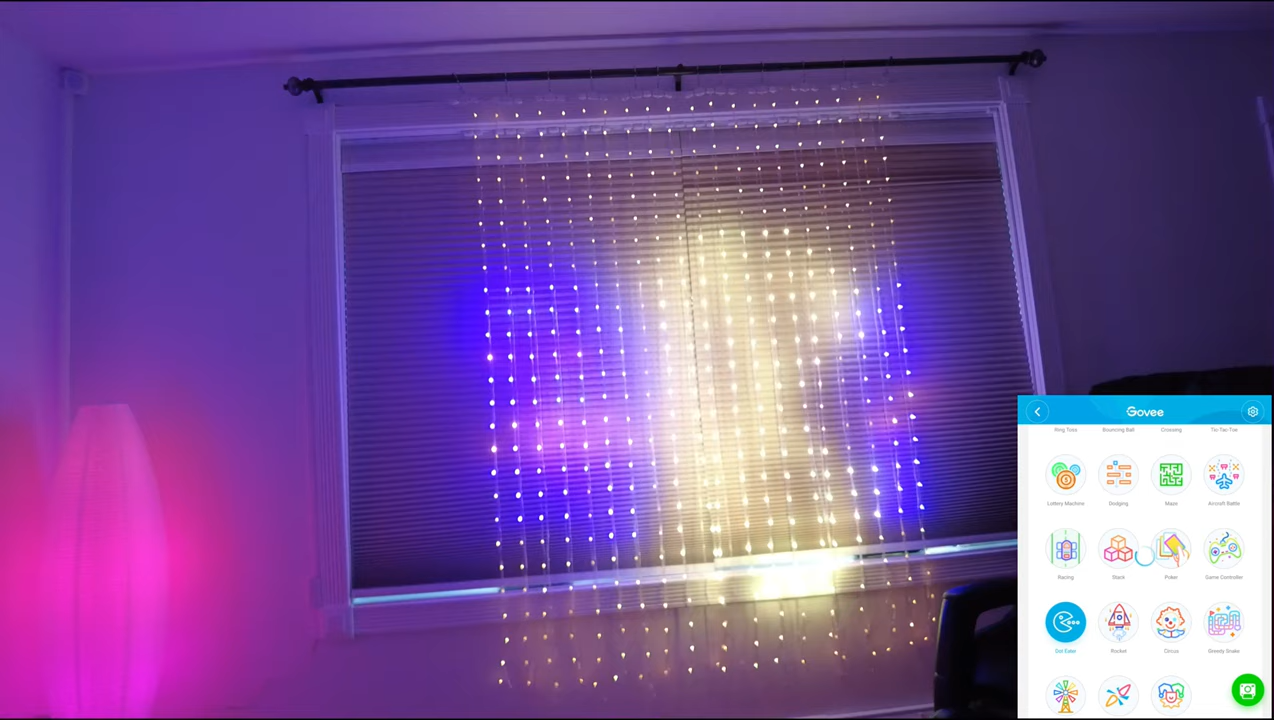 Govee
Ring Toss Bouncing Ball Crossing Tic-Tac-Toe
Lottery Machine Dodging Maze Aircraft Battle
Racing Stack Poker Game Controller
Dot Eater Rocket Circus Greedy Snake